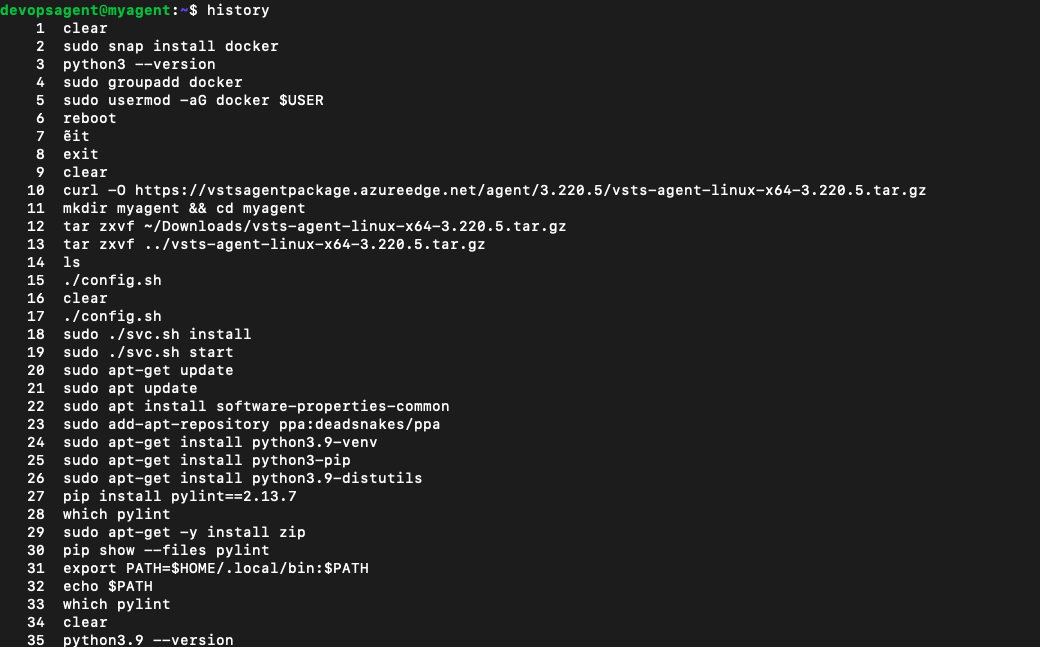 devopsagent@myagent:~$ history
1 clear
2 sudo snap install docker
3 python3 --version
4 sudo groupadd docker
5 sudo usermod -aG docker $USER
6 reboot
7 ẽit
8 exit
9 clear
10 curl -O https://vstsagentpackage.azureedge.net/agent/3.220.5/vsts-agent-linux-x64-3.220.5.tar.gz
11 mkdir myagent && cd myagent
12 tar zxvf ~/Downloads/vsts-agent-linux-x64-3.220.5.tar.gz
13 tar zxvf ../vsts-agent-linux-x64-3.220.5.tar.gz
14 ls
15 ./config.sh
16 clear
17 ./config.sh
18 sudo ./svc.sh install
19 sudo ./svc.sh start
20 sudo apt-get update
21 sudo apt update
22 sudo apt install software-properties-common
23 sudo add-apt-repository ppa:deadsnakes/ppa
24 sudo apt-get install python3.9-venv
25 sudo apt-get install python3-pip
26 sudo apt-get install python3.9-distutils
27 pip install pylint==2.13.7
28 which pylint
29 sudo apt-get -y install zip
30 pip show --files pylint
31 export PATH=$HOME/.local/bin:$PATH
32 echo $PATH
33 which pylint
34 clear
35 python3.9 --version